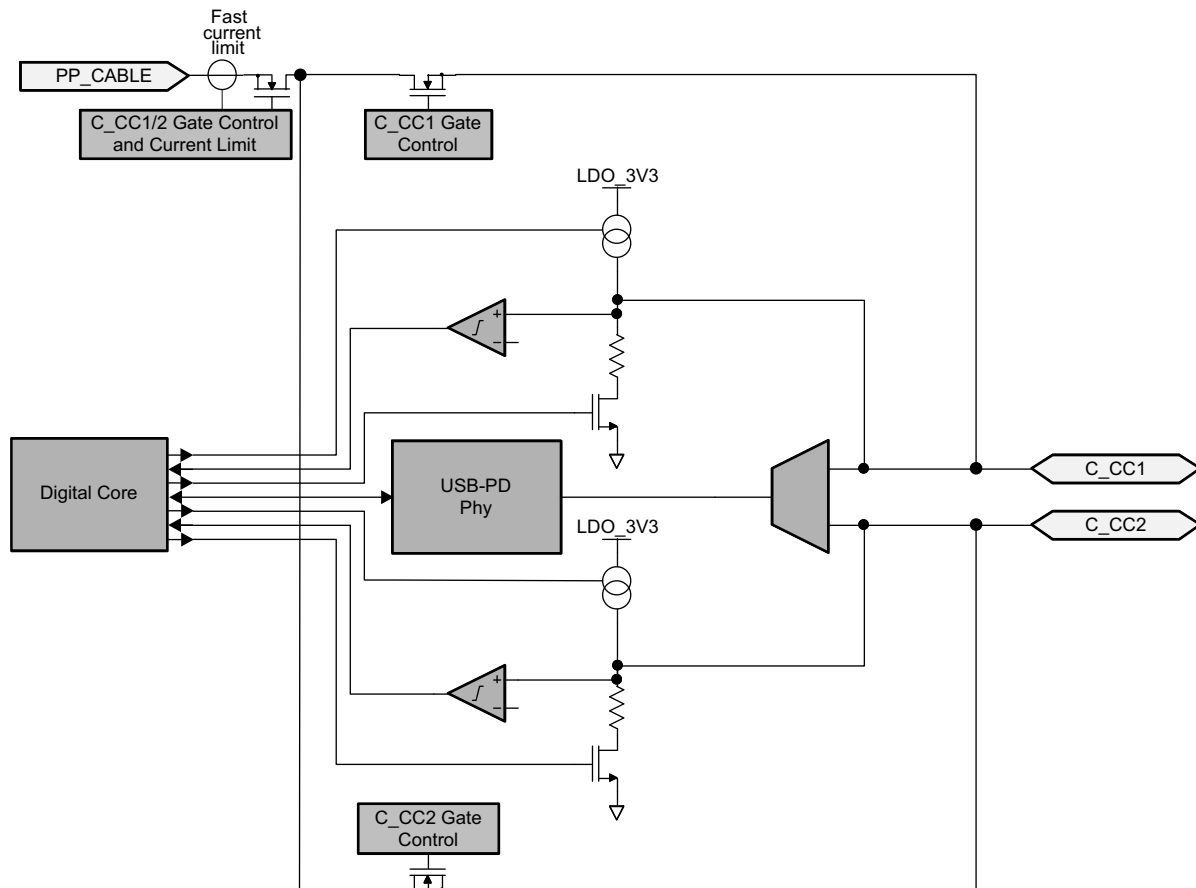 Fast
current
limit
PP_CABLE
C_CC1/2 Gate Control
and Current Limit
C_CC1 Gate
Control
LDO_3V3
+
−
Digital Core
USB-PD
Phy
C_CC1
C_CC2
LDO_3V3
+
−
C_CC2 Gate
Control